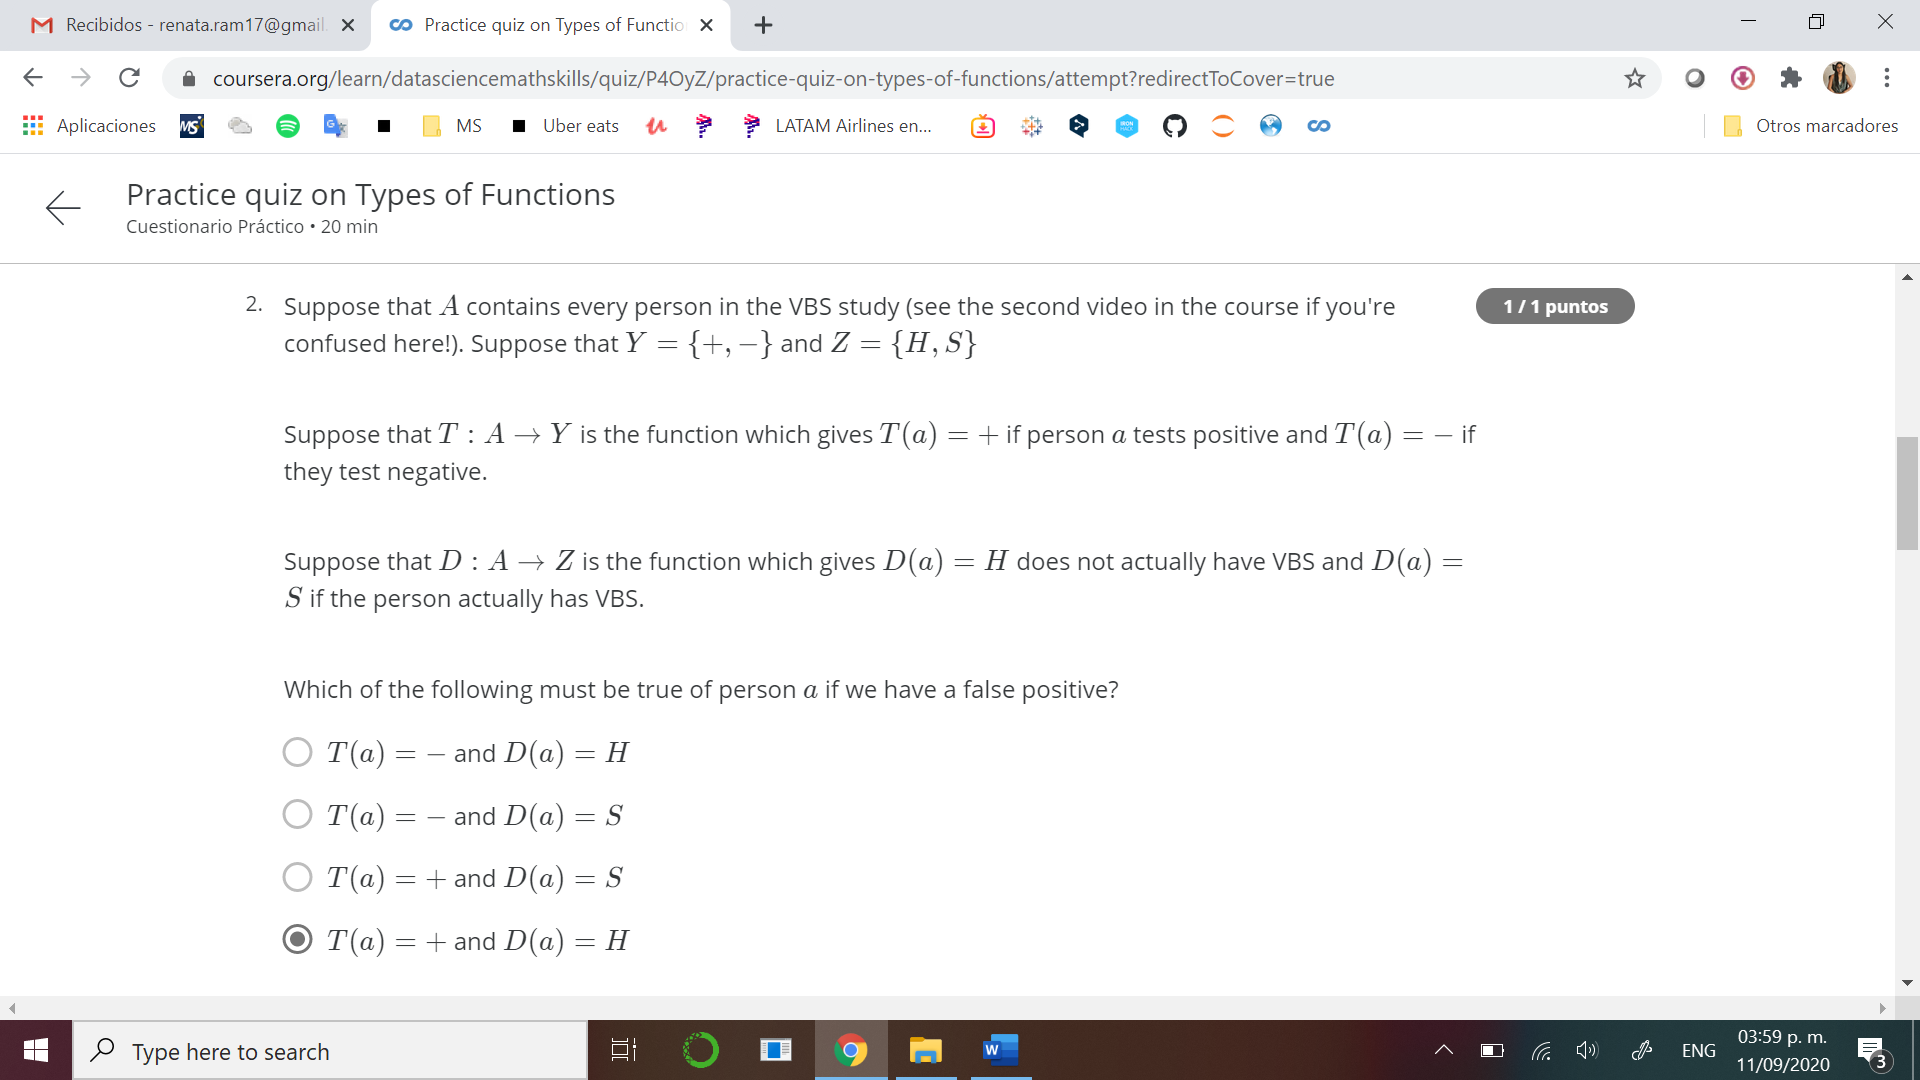 Recibidos - renata.ram17@gmail.
Practice quiz on Types of Functio
coursera.org/learn/datasciencemathskills/quiz/P4OyZ/practice-quiz-on-types-of-functions/attempt?redirectToCover=true
Aplicaciones
MS
MS
Uber eats
LATAM Airlines en...
Otros marcadores
Practice quiz on Types of Functions
Cuestionario Práctico • 20 min
2. Suppose that A contains every person in the VBS study (see the second video in the course if you're
1 / 1 puntos
confused here!). Suppose that Y = {+, −} and Z = {H, S}
Suppose that T : A → Y is the function which gives T(a) = + if person a tests positive and T(a) = − if
they test negative.
Suppose that D : A → Z is the function which gives D(a) = H does not actually have VBS and D(a) =
S if the person actually has VBS.
Which of the following must be true of person a if we have a false positive?
T(a) = − and D(a) = H
T(a) = − and D(a) = S
T(a) = + and D(a) = S
T(a) = + and D(a) = H
Type here to search
W
ENG
03:59 p. m.
11/09/2020
3